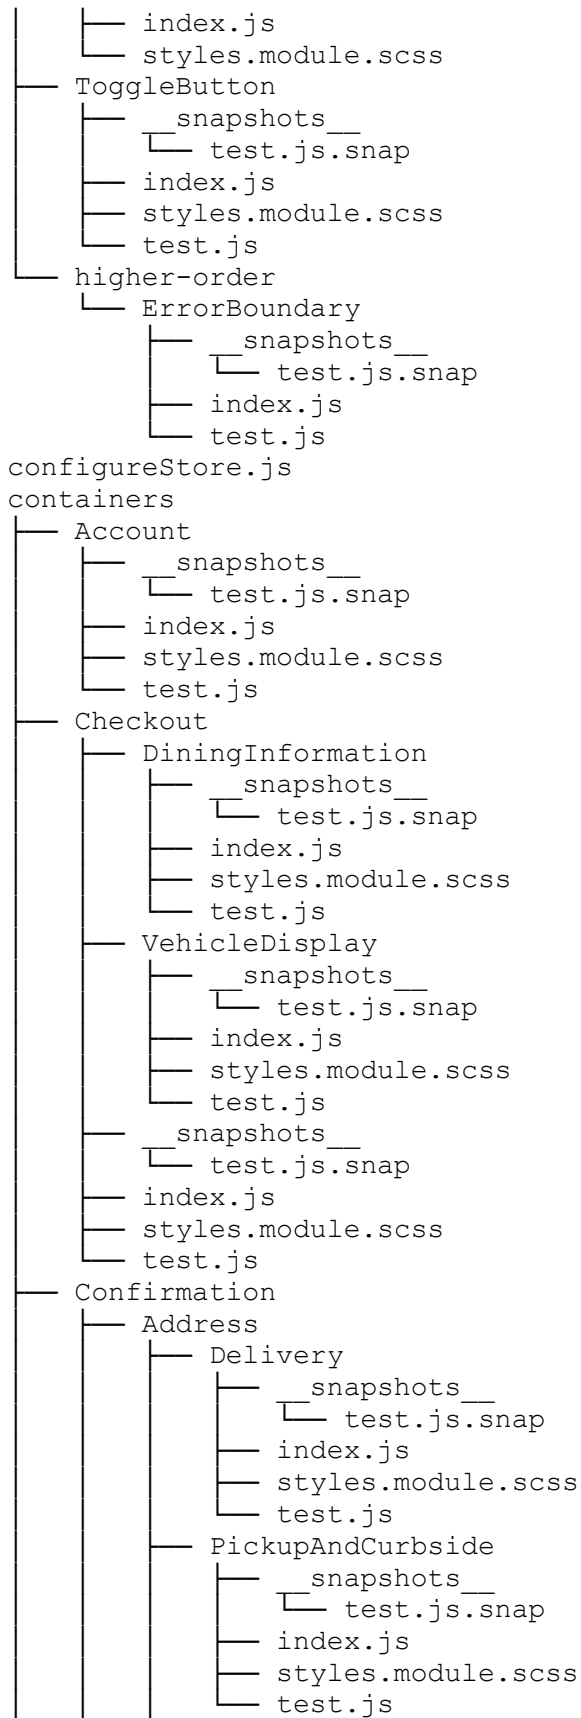 │   ├── index.js
│   └── styles.module.scss
├── ToggleButton
│   ├── __snapshots__
│   │   └── test.js.snap
│   ├── index.js
│   ├── styles.module.scss
│   └── test.js
└── higher-order
    └── ErrorBoundary
        ├── __snapshots__
        │   └── test.js.snap
        ├── index.js
        └── test.js
configureStore.js
containers
├── Account
│   ├── __snapshots__
│   │   └── test.js.snap
│   ├── index.js
│   ├── styles.module.scss
│   └── test.js
├── Checkout
│   ├── DiningInformation
│   │   ├── __snapshots__
│   │   │   └── test.js.snap
│   │   ├── index.js
│   │   ├── styles.module.scss
│   │   └── test.js
│   ├── VehicleDisplay
│   │   ├── __snapshots__
│   │   │   └── test.js.snap
│   │   ├── index.js
│   │   ├── styles.module.scss
│   │   └── test.js
│   ├── __snapshots__
│   │   └── test.js.snap
│   ├── index.js
│   ├── styles.module.scss
│   └── test.js
├── Confirmation
│   ├── Address
│   │   ├── Delivery
│   │   │   ├── __snapshots__
│   │   │   │   └── test.js.snap
│   │   │   ├── index.js
│   │   │   ├── styles.module.scss
│   │   │   └── test.js
│   │   ├── PickupAndCurbside
│   │   │   ├── __snapshots__
│   │   │   │   └── test.js.snap
│   │   │   ├── index.js
│   │   │   ├── styles.module.scss
│   │   │   └── test.js